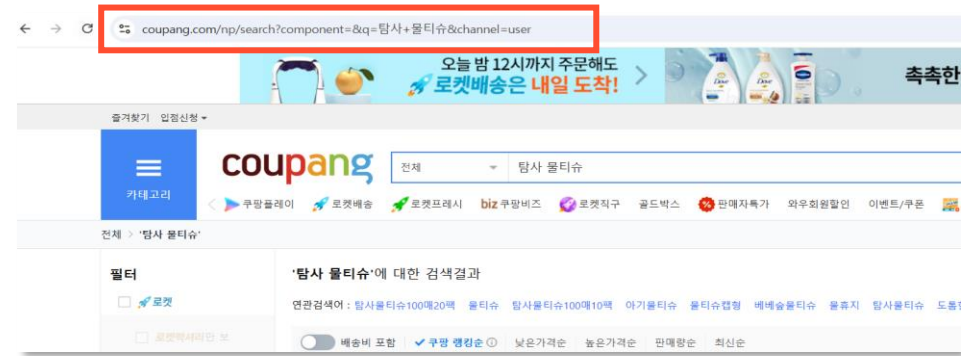 coupang.com/np/search?component=&q=탐사+물티슈&channel=user
오늘 밤 12시까지 주문해도
로켓배송은 내일 도착!
촉촉한
즐겨찾기 입점신청
coupang
전체 탐사 물티슈
카테고리
쿠팡플레이 로켓배송 로켓프레시 biz 쿠팡비즈 로켓직구 골드박스 판매자특가 와우회원할인 이벤트/쿠폰
전체 > '탐사 물티슈'
필터
'탐사 물티슈'에 대한 검색결과
로켓
연관검색어 : 탐사물티슈100매20팩 물티슈 탐사물티슈100매10팩 아기물티슈 물티슈캡형 베베숲물티슈 물휴지 탐사물티슈
배송비 포함 쿠팡 랭킹순 낮은가격순 높은가격순 판매량순 최신순